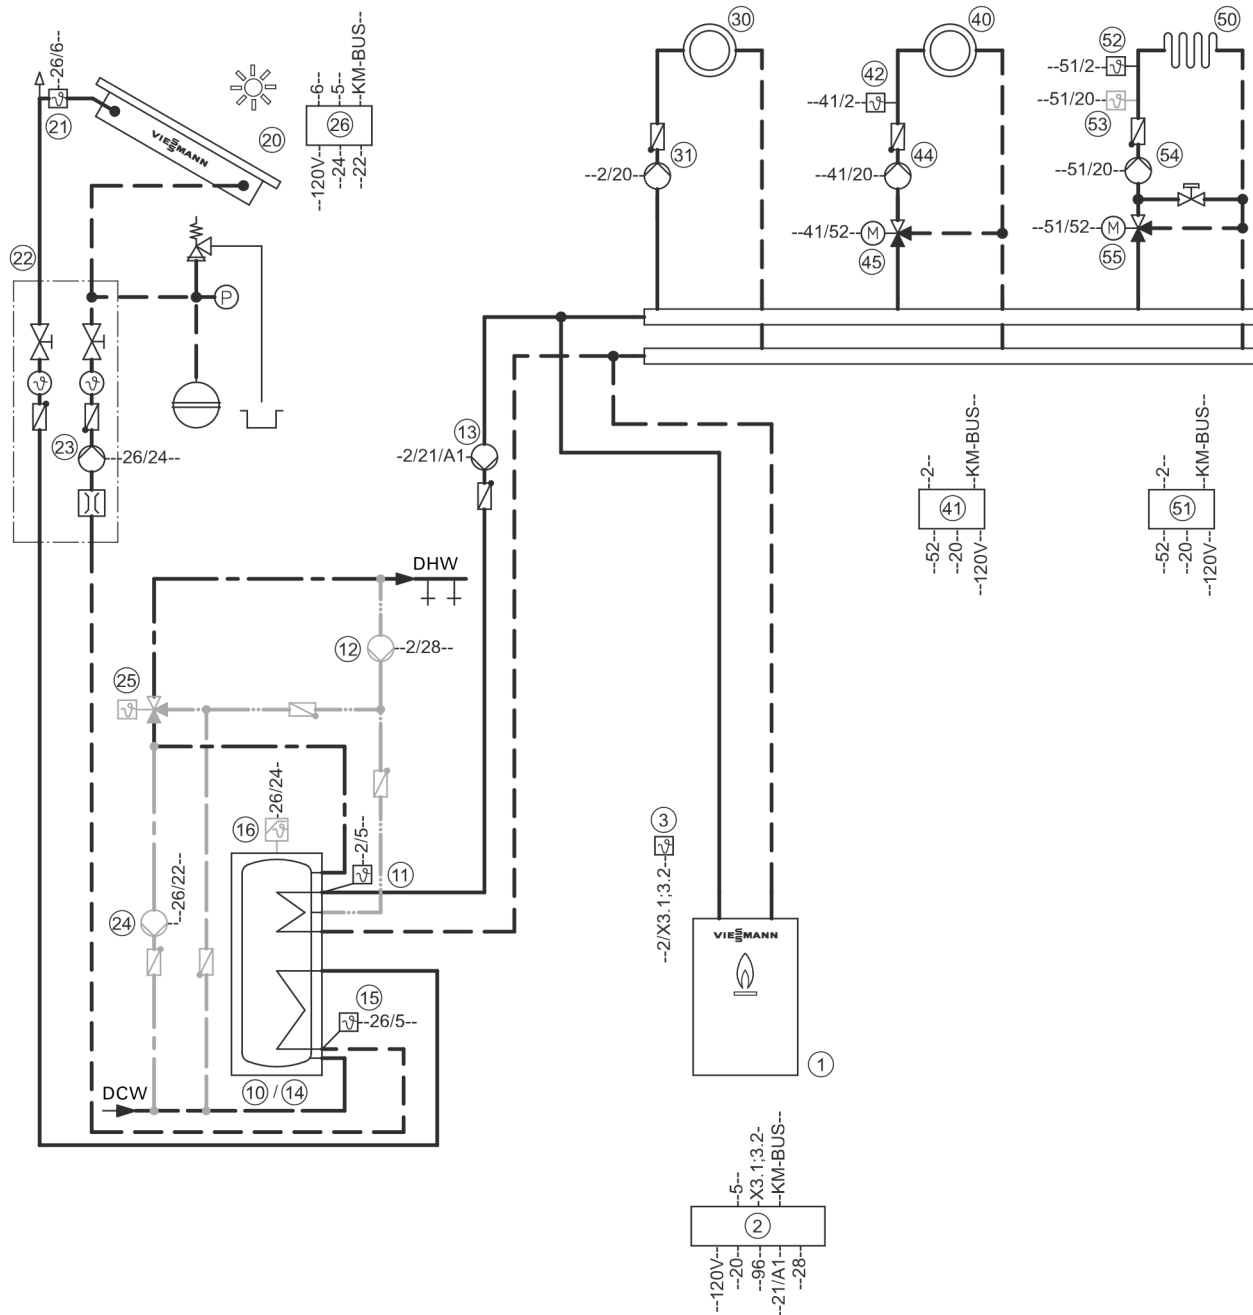 30
40
50
52
--51/2--
--51/20--
53
42
--41/2--
--26/6--
21
VIESSMANN
20
--6--
--5--
KM-BUS--
26
--120V--
--24--
--22--
31
--2/20--
44
--41/20--
54
--51/20--
--41/52--
M
45
--51/52--
M
55
22
P
23
---26/24--
13
-2/21/A1-
--2--
KM-BUS--
41
--52--
--20--
--120V--
--2--
KM-BUS--
51
--52--
--20--
--120V--
DHW
12
--2/28--
25
16
-26/24-
--2/5--
11
3
--2/X3.1;3.2--
24
--26/22--
VIESSMANN
15
--26/5--
1
10 / 14
DCW
--5--
X3.1;3.2-
KM-BUS--
2
--120V--
--20--
--96--
--21/A1--
--28--